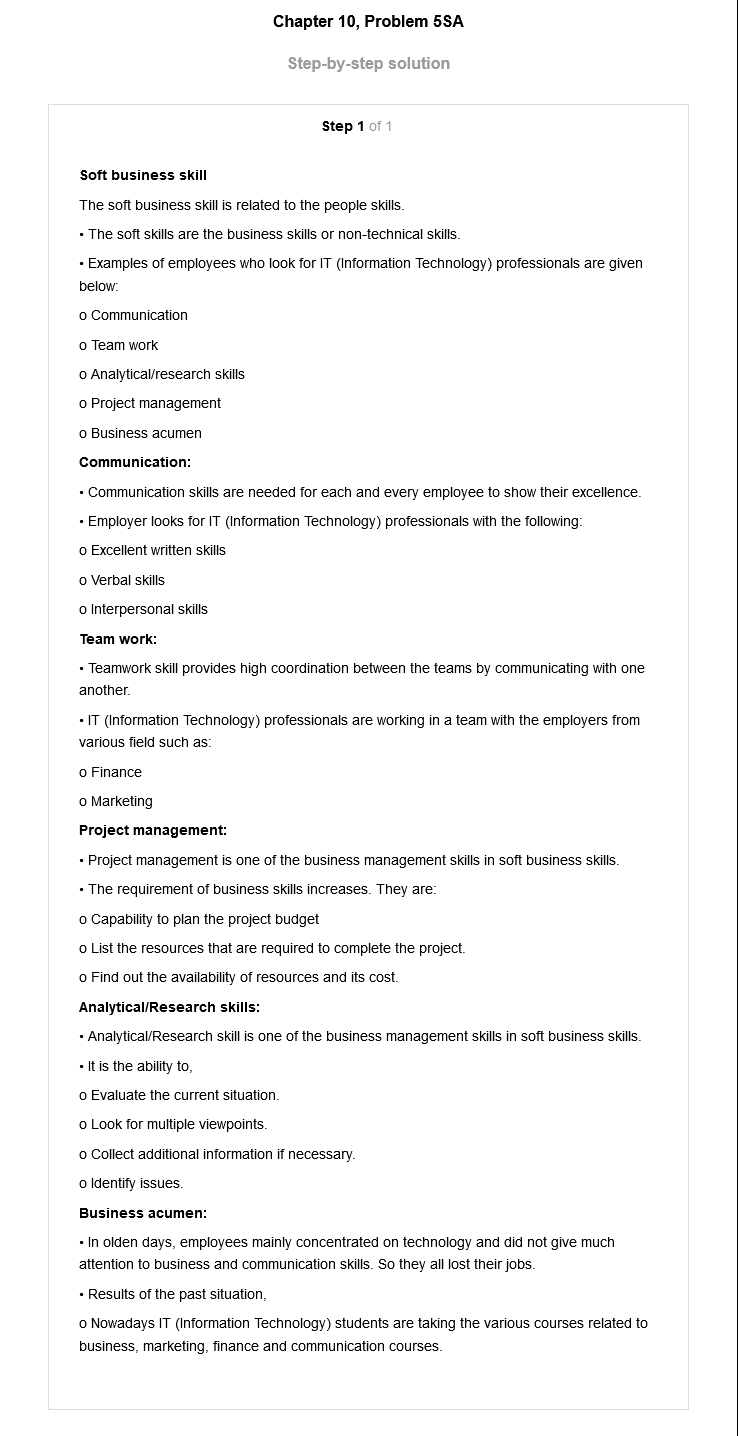 Chapter 10, Problem 5SA
Step-by-step solution
Step 1 of 1
Soft business skill
The soft business skill is related to the people skills.
• The soft skills are the business skills or non-technical skills.
• Examples of employees who look for IT (Information Technology) professionals are given
below:
o Communication
o Team work
o Analytical/research skills
o Project management
o Business acumen
Communication:
• Communication skills are needed for each and every employee to show their excellence.
• Employer looks for IT (Information Technology) professionals with the following:
o Excellent written skills
o Verbal skills
o Interpersonal skills
Team work:
• Teamwork skill provides high coordination between the teams by communicating with one
another.
• IT (Information Technology) professionals are working in a team with the employers from
various field such as:
o Finance
o Marketing
Project management:
• Project management is one of the business management skills in soft business skills.
• The requirement of business skills increases. They are:
o Capability to plan the project budget
o List the resources that are required to complete the project.
o Find out the availability of resources and its cost.
Analytical/Research skills:
• Analytical/Research skill is one of the business management skills in soft business skills.
• It is the ability to,
o Evaluate the current situation.
o Look for multiple viewpoints.
o Collect additional information if necessary.
o Identify issues.
Business acumen:
• In olden days, employees mainly concentrated on technology and did not give much
attention to business and communication skills. So they all lost their jobs.
• Results of the past situation,
o Nowadays IT (Information Technology) students are taking the various courses related to
business, marketing, finance and communication courses.